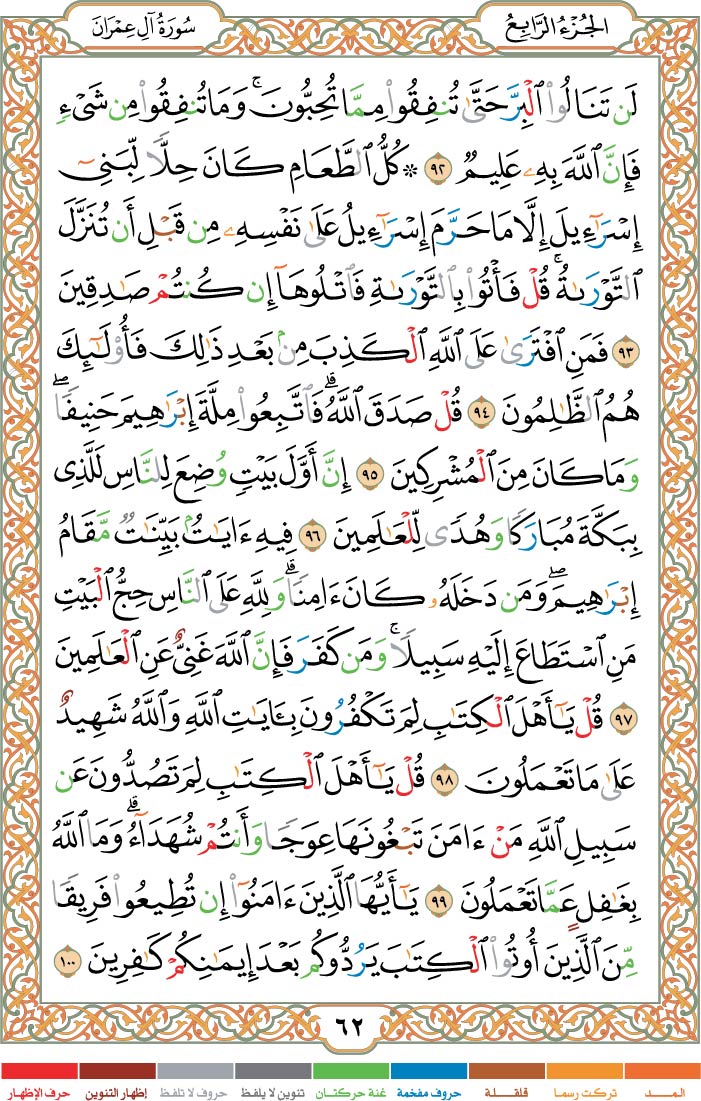 الجُزْءُ الرَّابِعُ
سُورَةُ آلِ عِمْرَان
لَن تَنَالُوا۟ ٱلْبِرَّ حَتَّىٰ تُنفِقُوا۟ مِمَّا تُحِبُّونَ ۚ وَمَا تُنفِقُوا۟ مِن شَىْءٍ
فَإِنَّ ٱللَّهَ بِهِۦ عَلِيمٌ ٩٢ * كُلُّ ٱلطَّعَامِ كَانَ حِلًّا لِّبَنِىٓ
إِسْرَٰٓءِيلَ إِلَّا مَا حَرَّمَ إِسْرَٰٓءِيلُ عَلَىٰ نَفْسِهِۦ مِن قَبْلِ أَن تُنَزَّلَ
ٱلتَّوْرَىٰةُ ۗ قُلْ فَأْتُوا۟ بِٱلتَّوْرَىٰةِ فَٱتْلُوهَآ إِن كُنتُمْ صَٰدِقِينَ
٩٣ فَمَنِ ٱفْتَرَىٰ عَلَى ٱللَّهِ ٱلْكَذِبَ مِنۢ بَعْدِ ذَٰلِكَ فَأُو۟لَٰٓئِكَ
هُمُ ٱلظَّٰلِمُونَ ٩٤ قُلْ صَدَقَ ٱللَّهُ ۗ فَٱتَّبِعُوا۟ مِلَّةَ إِبْرَٰهِيمَ حَنِيفًا ۖ
وَمَا كَانَ مِنَ ٱلْمُشْرِكِينَ ٩٥ إِنَّ أَوَّلَ بَيْتٍ وُضِعَ لِلنَّاسِ لَلَّذِى
بِبَكَّةَ مُبَارَكًا وَهُدًى لِّلْعَٰلَمِينَ ٩٦ فِيهِ ءَايَٰتٌۢ بَيِّنَٰتٌ مَّقَامُ
إِبْرَٰهِيمَ ۖ وَمَن دَخَلَهُۥ كَانَ ءَامِنًا ۗ وَلِلَّهِ عَلَى ٱلنَّاسِ حِجُّ ٱلْبَيْتِ
مَنِ ٱسْتَطَاعَ إِلَيْهِ سَبِيلًا ۚ وَمَن كَفَرَ فَإِنَّ ٱللَّهَ غَنِىٌّ عَنِ ٱلْعَٰلَمِينَ
٩٧ قُلْ يَٰٓأَهْلَ ٱلْكِتَٰبِ لِمَ تَكْفُرُونَ بِـَٔايَٰتِ ٱللَّهِ وَٱللَّهُ شَهِيدٌ
عَلَىٰ مَا تَعْمَلُونَ ٩٨ قُلْ يَٰٓأَهْلَ ٱلْكِتَٰبِ لِمَ تَصُدُّونَ عَن
سَبِيلِ ٱللَّهِ مَنْ ءَامَنَ تَبْغُونَهَا عِوَجًا وَأَنتُمْ شُهَدَآءُ ۗ وَمَا ٱللَّهُ
بِغَٰفِلٍ عَمَّا تَعْمَلُونَ ٩٩ يَٰٓأَيُّهَا ٱلَّذِينَ ءَامَنُوٓا۟ إِن تُطِيعُوا۟ فَرِيقًا
مِّنَ ٱلَّذِينَ أُوتُوا۟ ٱلْكِتَٰبَ يَرُدُّوكُم بَعْدَ إِيمَٰنِكُمْ كَٰفِرِينَ ١٠٠
٦٢
المــــد تركت رسما قلقـلـة حروف مفخمة غنة حركتان تنوين لا يلفظ حروف لا تلفظ إظهار التنوين حرف الإظهار